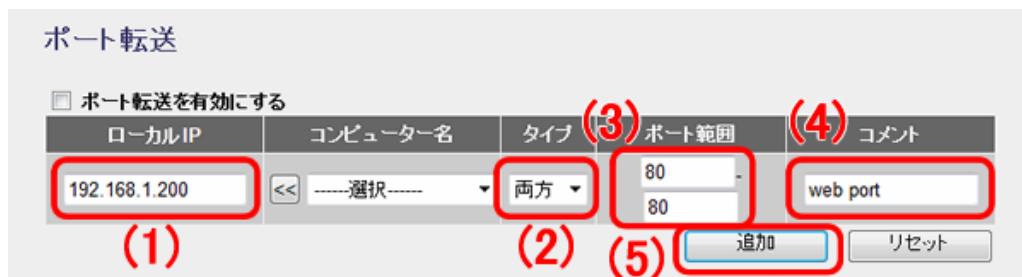 ポート転送
ポート転送を有効にする
ローカルIP コンピューター名 タイプ (3) ポート範囲 (4) コメント
192.168.1.200 << ------選択------ 両方 80 - web port
80
(1) (2) (5) 追加 リセット